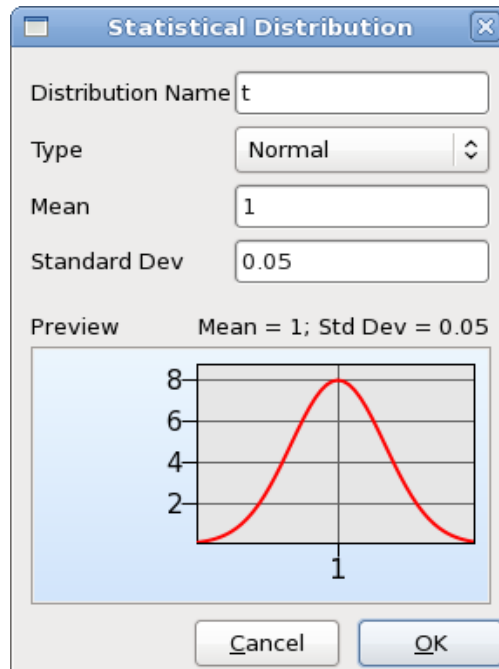 Statistical Distribution
Distribution Name t
Type Normal
Mean 1
Standard Dev 0.05
Preview Mean = 1; Std Dev = 0.05
8
6
4
2
1
Cancel OK